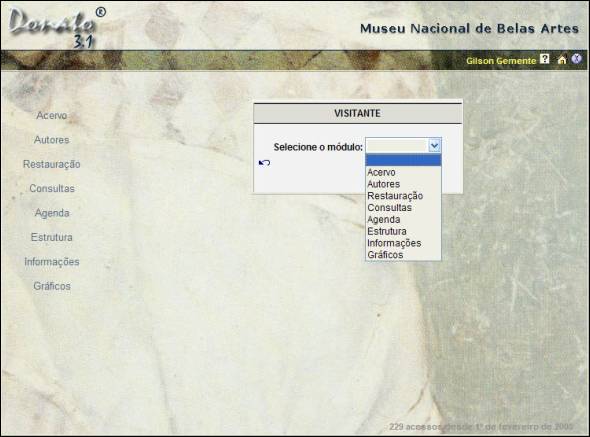 Donato®
3.1
Museu Nacional de Belas Artes
Gilson Gemente ? X
Acervo
Autores
Restauração
Consultas
Agenda
Estrutura
Informações
Gráficos
VISITANTE
Selecione o módulo:
Acervo
Autores
Restauração
Consultas
Agenda
Estrutura
Informações
Gráficos
229 acessos desde 1º de fevereiro de 2005